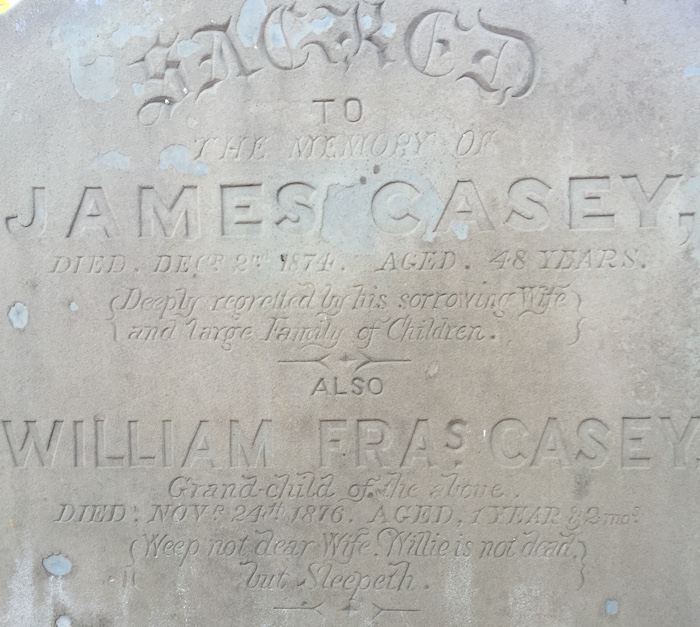 SACRED
TO
THE MEMORY OF
JAMES CASEY,
DIED. DECR. 2ND 1874. AGED. 48 YEARS.
Deeply regretted by his sorrowing Wife
and large Family of Children.
ALSO
WILLIAM FRAS. CASEY.
Grand-child of the above.
DIED. NOVR. 24th. 1876. AGED, 1 YEAR & 2 mos.
(Weep not dear Wife, Willie is not dead,
but Sleepeth.